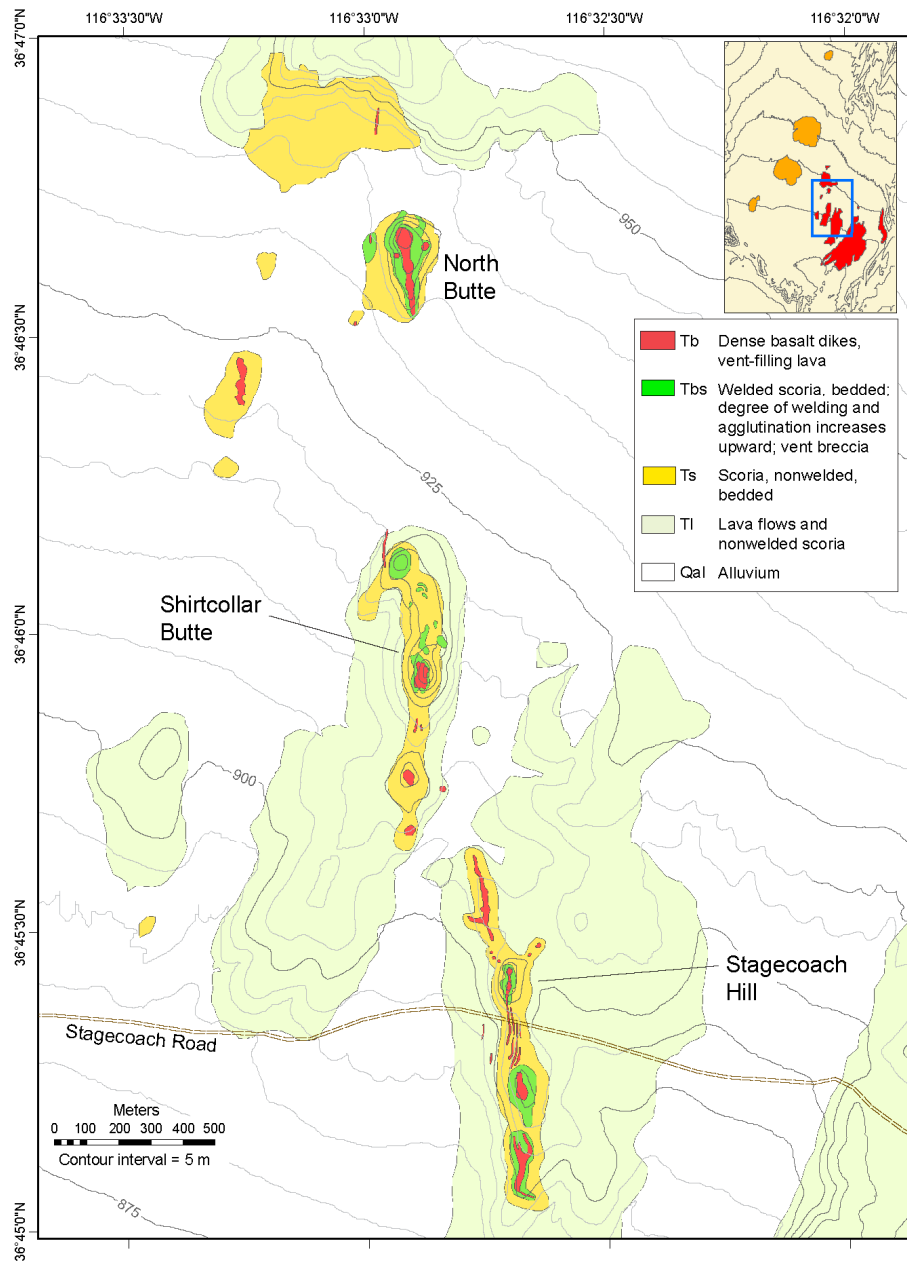 116°33'30"W
116°33'0"W
116°32'30"W
116°32'0"W
36°47'0"N
950
North
Butte
36°46'30"N
Tb Dense basalt dikes,
vent-filling lava
Tbs Welded scoria, bedded;
degree of welding and
agglutination increases
upward; vent breccia
Ts Scoria, nonwelded,
bedded
Tl Lava flows and
nonwelded scoria
Qal Alluvium
925
Shirtcollar
Butte
36°46'0"N
900
36°45'30"N
Stagecoach
Hill
Stagecoach Road
Meters
0 100 200 300 400 500
Contour interval = 5 m
875
36°45'0"N